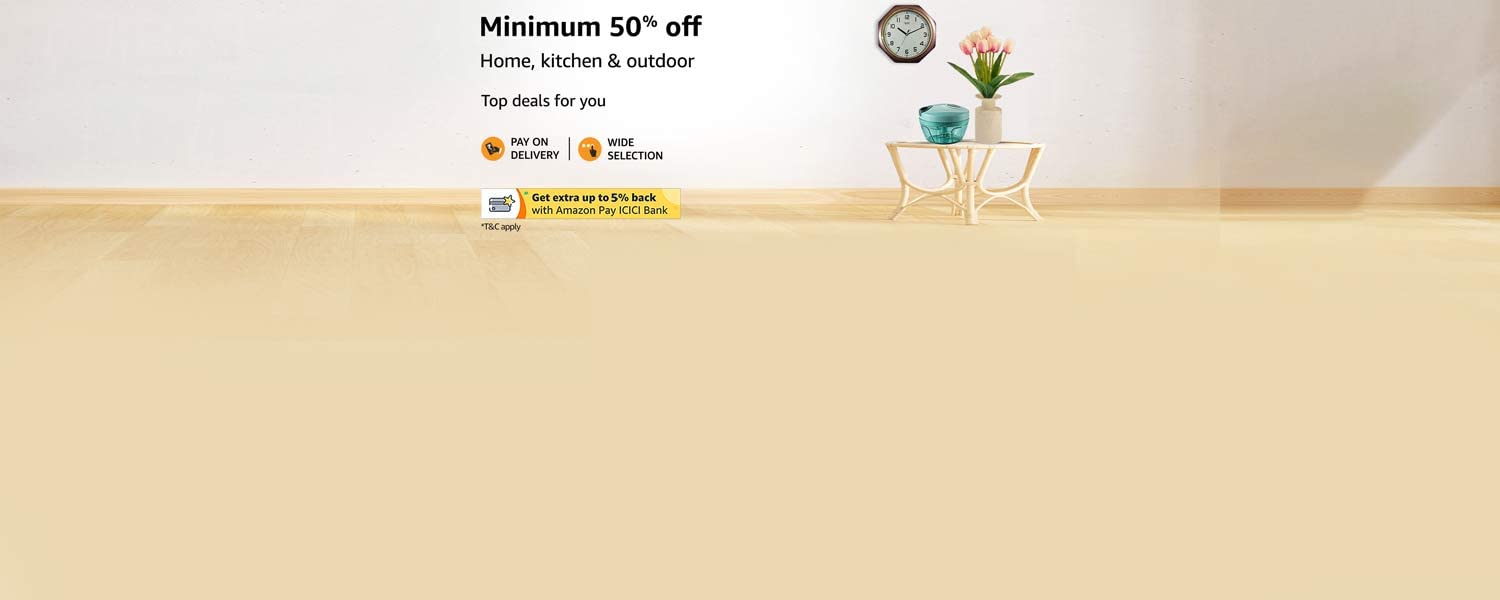 Minimum 50% off
Home, kitchen & outdoor
Top deals for you
PAY ON
DELIVERY
WIDE
SELECTION
Get extra up to 5% back
with Amazon Pay ICICI Bank
*T&C apply